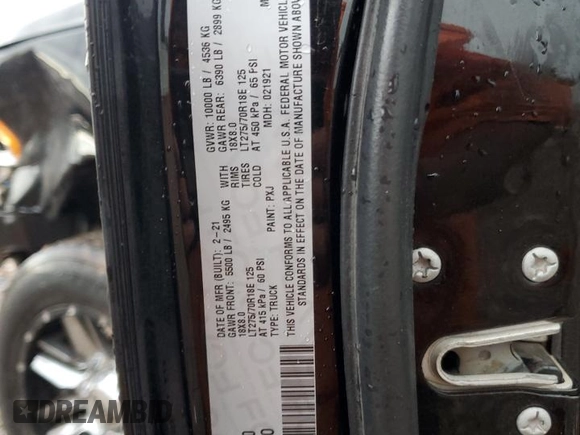 DATE OF MFR (BUILT): 2-21 GVWR: 10000 LB / 4536 KG
GAWR FRONT: 5500 LB / 2495 KG WITH GAWR REAR: 6390 LB / 2899 KG
18X8.0 RIMS 18X8.0
LT275/70R18E 125 TIRES LT275/70R18E 125
AT 415 kPa / 60 PSI COLD AT 450 kPa / 65 PSI
TYPE: TRUCK PAINT: PXJ MDH: 021921
THIS VEHICLE CONFORMS TO ALL APPLICABLE U.S.A. FEDERAL MOTOR VEHICLE
STANDARDS IN EFFECT ON THE DATE OF MANUFACTURE SHOWN ABOVE
DREAMBID